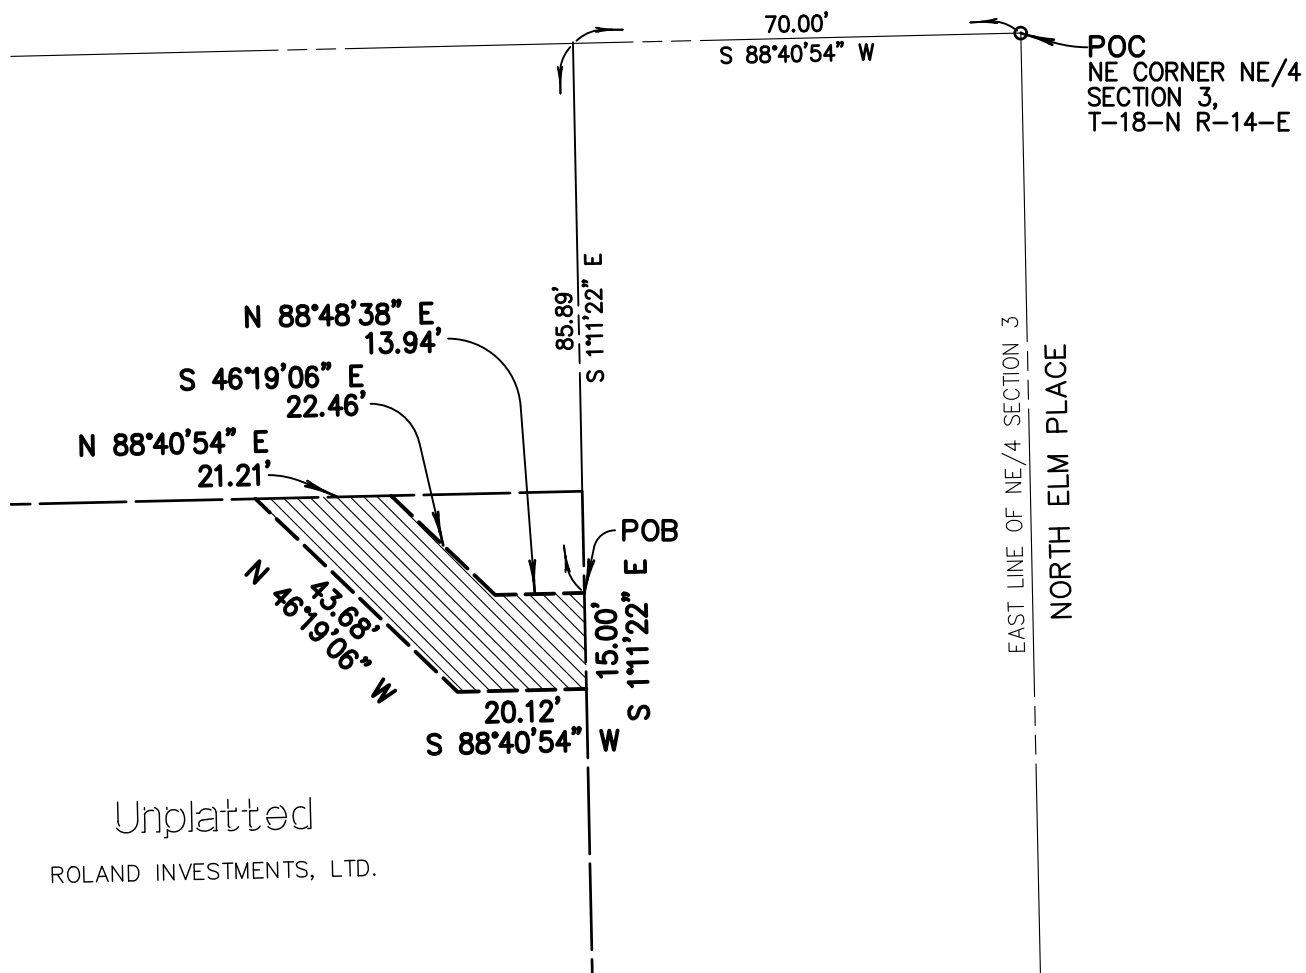 70.00'
S 88°40'54" W
POC
NE CORNER NE/4
SECTION 3,
T-18-N R-14-E
85.89'
S 1°11'22" E
N 88°48'38" E
13.94'
S 46°19'06" E
22.46'
N 88°40'54" E
21.21'
POB
15.00'
S 1°11'22" E
43.68'
N 46°19'06" W
20.12'
S 88°40'54" W
EAST LINE OF NE/4 SECTION 3
NORTH ELM PLACE
Unplatted
ROLAND INVESTMENTS, LTD.